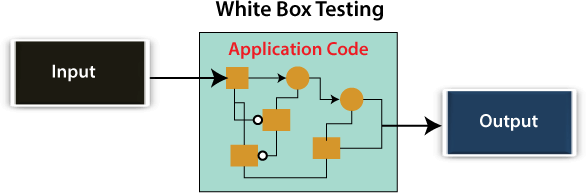 White Box Testing
Application Code
Input
Output